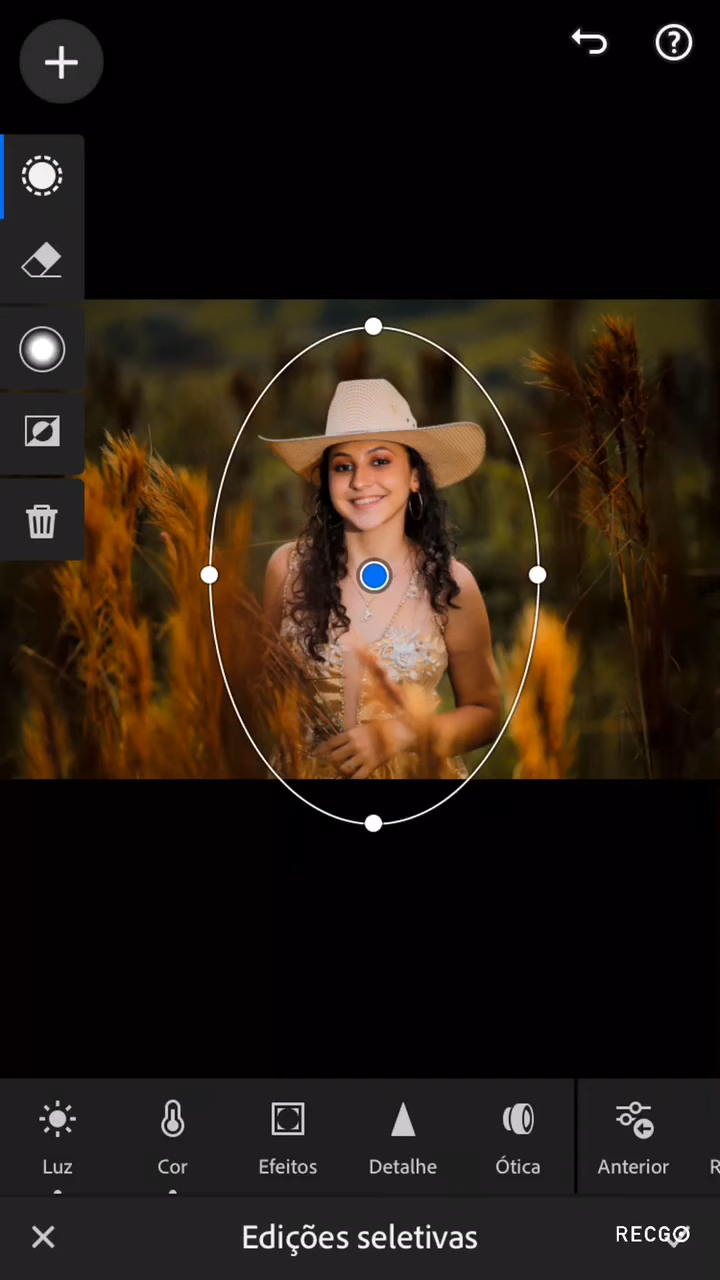 Luz
Cor
Efeitos
Detalhe
Ótica
Anterior
Edições seletivas
RECGO